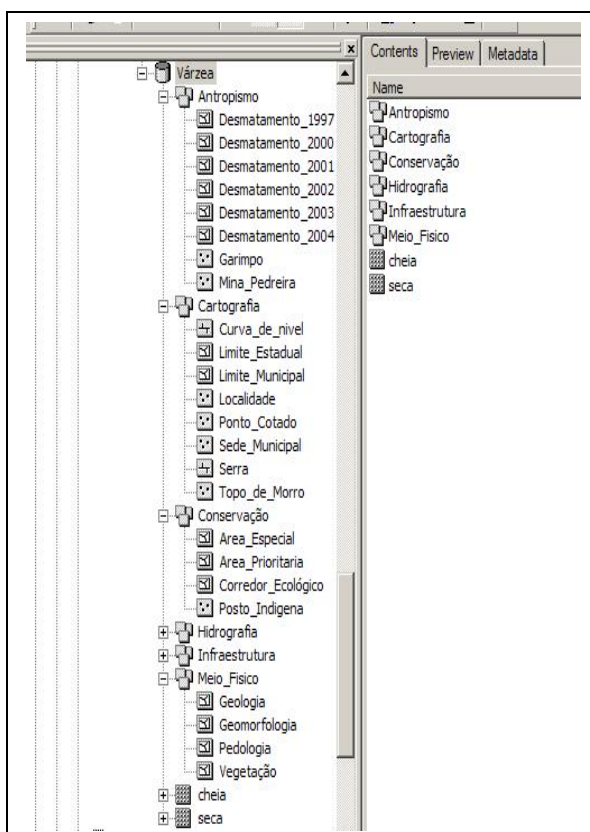 Várzea
Antropismo
Desmatamento_1997
Desmatamento_2000
Desmatamento_2001
Desmatamento_2002
Desmatamento_2003
Desmatamento_2004
Garimpo
Mina_Pedreira
Cartografia
Curva_de_nivel
Limite_Estadual
Limite_Municipal
Localidade
Ponto_Cotado
Sede_Municipal
Serra
Topo_de_Morro
Conservação
Area_Especial
Area_Prioritaria
Corredor_Ecológico
Posto_Indigena
Hidrografia
Infraestrutura
Meio_Fisico
Geologia
Geomorfologia
Pedologia
Vegetação
cheia
seca
Contents Preview Metadata
Name
Antropismo
Cartografia
Conservação
Hidrografia
Infraestrutura
Meio_Fisico
cheia
seca